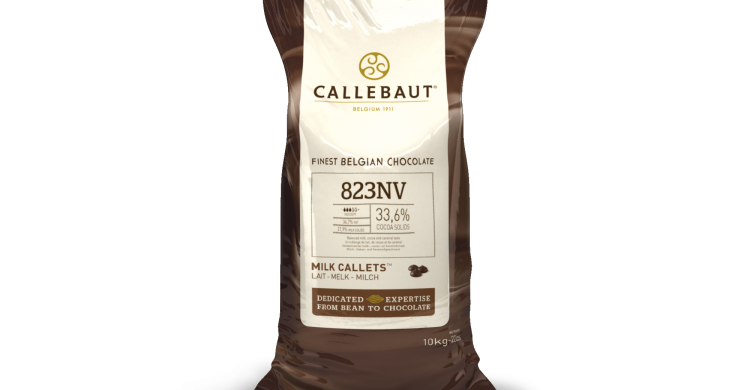 CALLEBAUT®
BELGIUM 1911
FINEST BELGIAN CHOCOLATE
823NV
33,6%
COCOA SOLIDS
MILK CALLETS™
LAIT - MELK - MILCH
DEDICATED EXPERTISE
FROM BEAN TO CHOCOLATE
10kg